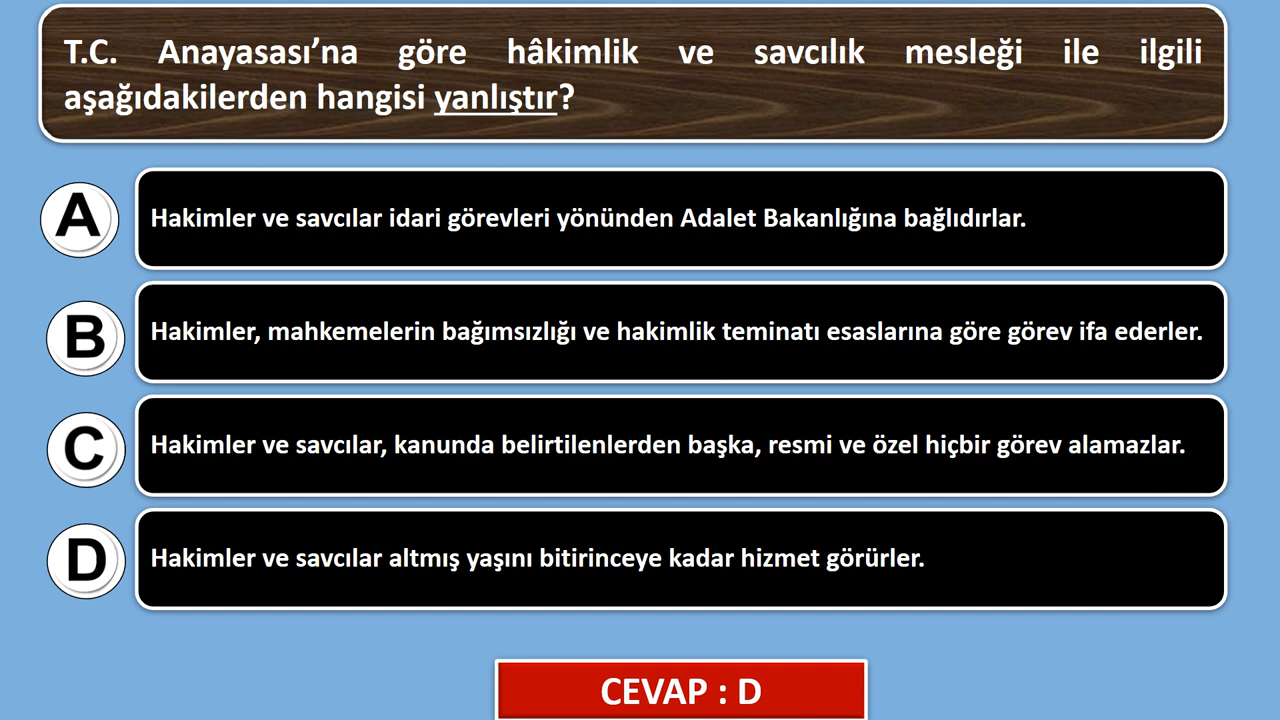 T.C. Anayasası’na göre hâkimlik ve savcılık mesleği ile ilgili
aşağıdakilerden hangisi yanlıştır?
A
Hakimler ve savcılar idari görevleri yönünden Adalet Bakanlığına bağlıdırlar.
B
Hakimler, mahkemelerin bağımsızlığı ve hakimlik teminatı esaslarına göre görev ifa ederler.
C
Hakimler ve savcılar, kanunda belirtilenlerden başka, resmi ve özel hiçbir görev alamazlar.
D
Hakimler ve savcılar altmış yaşını bitirinceye kadar hizmet görürler.
CEVAP : D